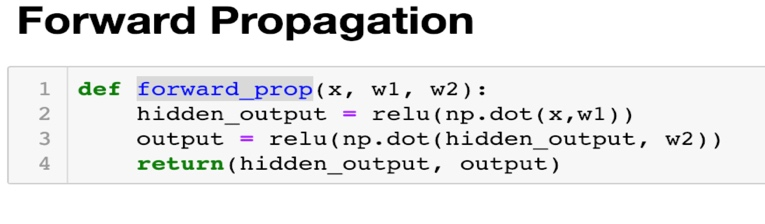 Forward Propagation
1 def forward_prop(x, w1, w2):
2     hidden_output = relu(np.dot(x,w1))
3     output = relu(np.dot(hidden_output, w2))
4     return(hidden_output, output)